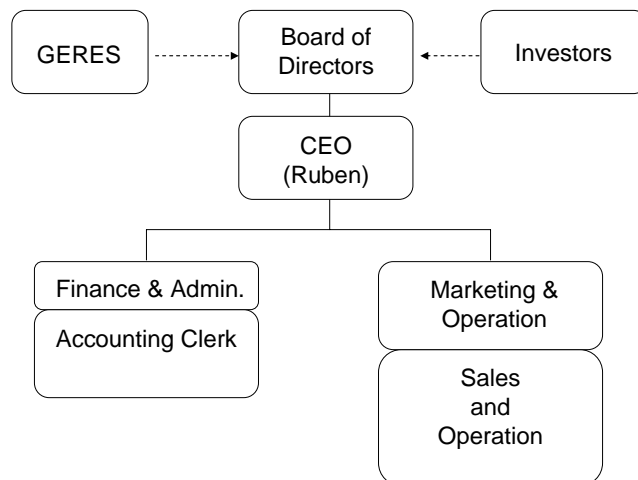 GERES
Board of
Directors
Investors
CEO
(Ruben)
Finance & Admin.
Accounting Clerk
Marketing &
Operation
Sales
and
Operation